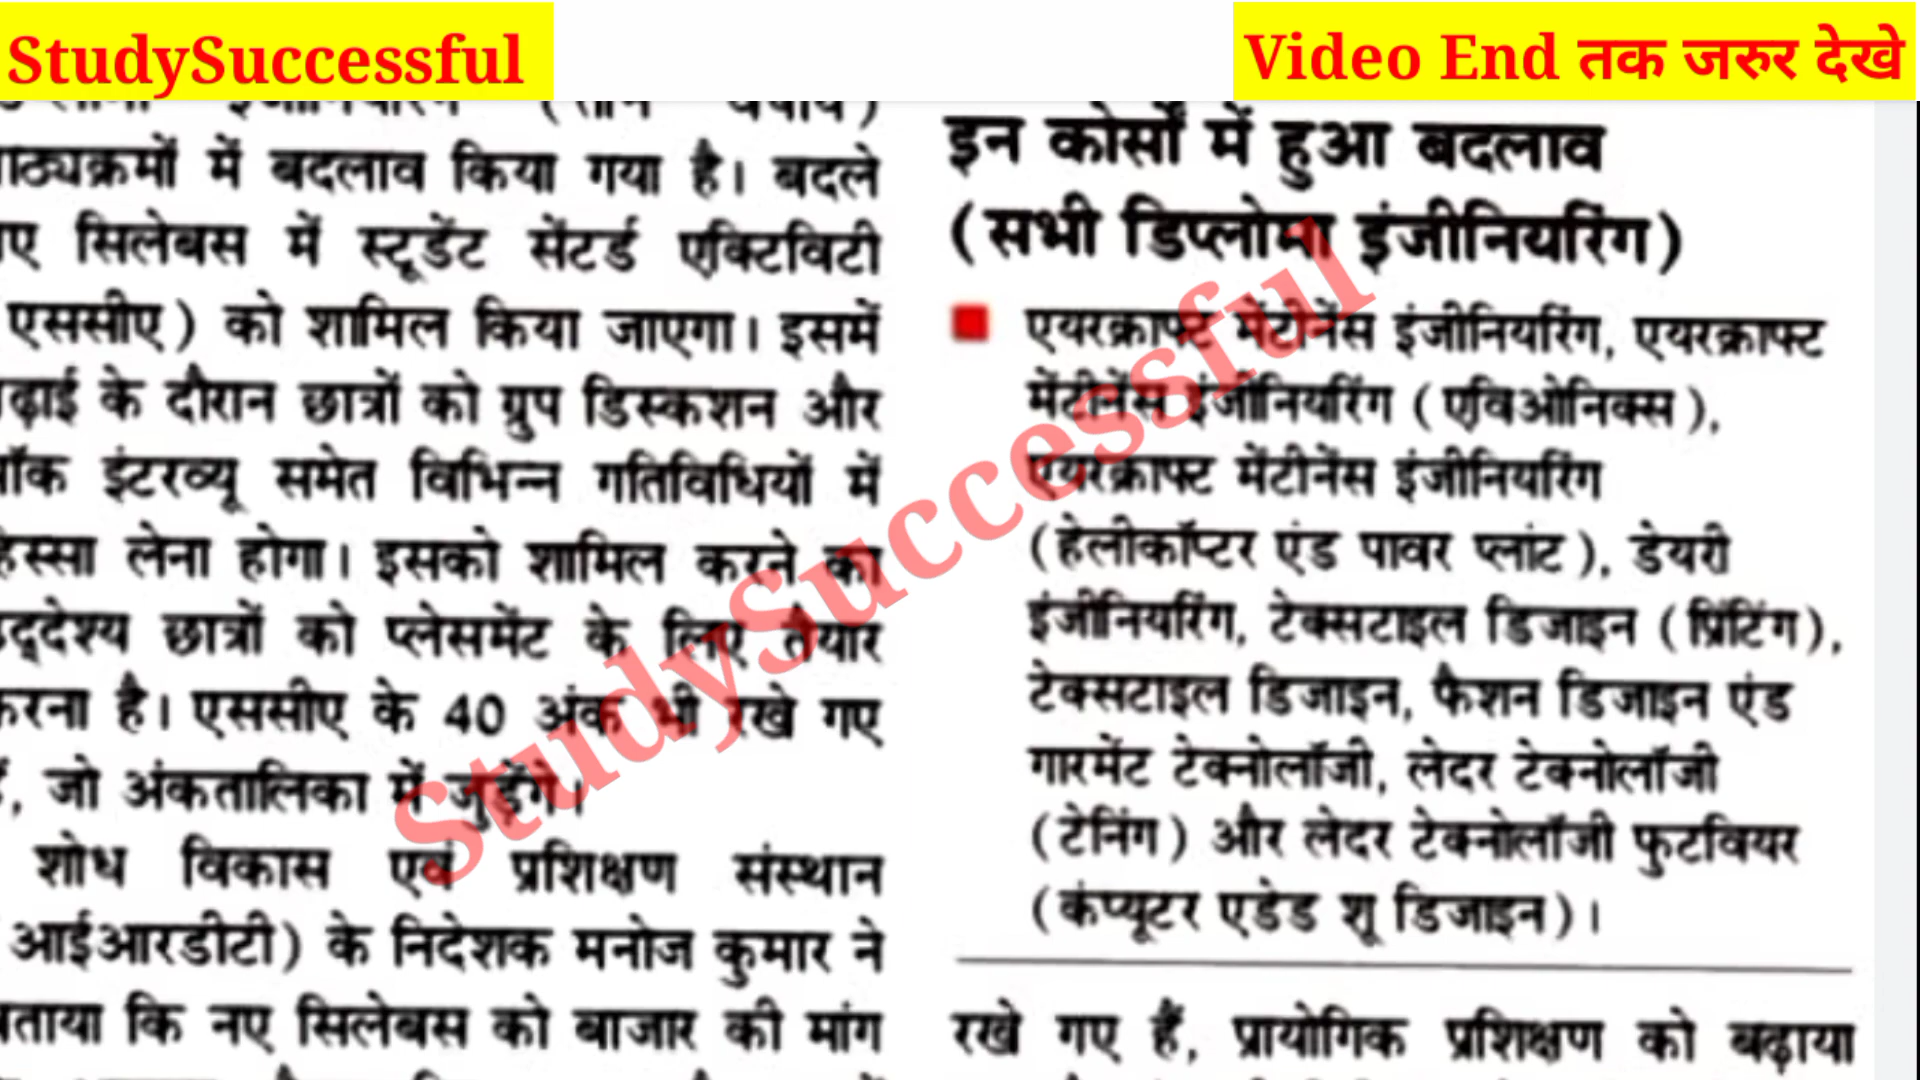 StudySuccessful
Video End तक जरुर देखे
इंजीनियरिंग (तीन वर्षीय)
में बदलाव किया गया है। बदले
सिलेबस में स्टूडेंट सेंटर्ड एक्टिविटी
एससीए) को शामिल किया जाएगा। इसमें
के दौरान छात्रों को ग्रुप डिस्कशन और
इंटरव्यू समेत विभिन्न गतिविधियों में
लेना होगा। इसको शामिल करने का
छात्रों को प्लेसमेंट के लिए तैयार
है। एससीए के 40 अंक भी रखे गए
, जो अंकतालिका में जुड़ेंगे।
शोध विकास एवं प्रशिक्षण संस्थान
आईआरडीटी) के निदेशक मनोज कुमार ने
कि नए सिलेबस को बाजार की मांग
इन कोर्सों में हुआ बदलाव
(सभी डिप्लोमा इंजीनियरिंग)
एयरक्राफ्ट मेंटीनेंस इंजीनियरिंग, एयरक्राफ्ट
मेंटीनेंस इंजीनियरिंग (एविओनिक्स),
एयरक्राफ्ट मेंटीनेंस इंजीनियरिंग
(हेलीकॉप्टर एंड पावर प्लांट), डेयरी
इंजीनियरिंग, टेक्सटाइल डिजाइन (प्रिंटिंग),
टेक्सटाइल डिजाइन, फैशन डिजाइन एंड
गारमेंट टेक्नोलॉजी, लेदर टेक्नोलॉजी
(टेनिंग) और लेदर टेक्नोलॉजी फुटवियर
(कंप्यूटर एडेड शू डिजाइन)।
रखे गए हैं, प्रायोगिक प्रशिक्षण को बढ़ाया
StudySuccessful